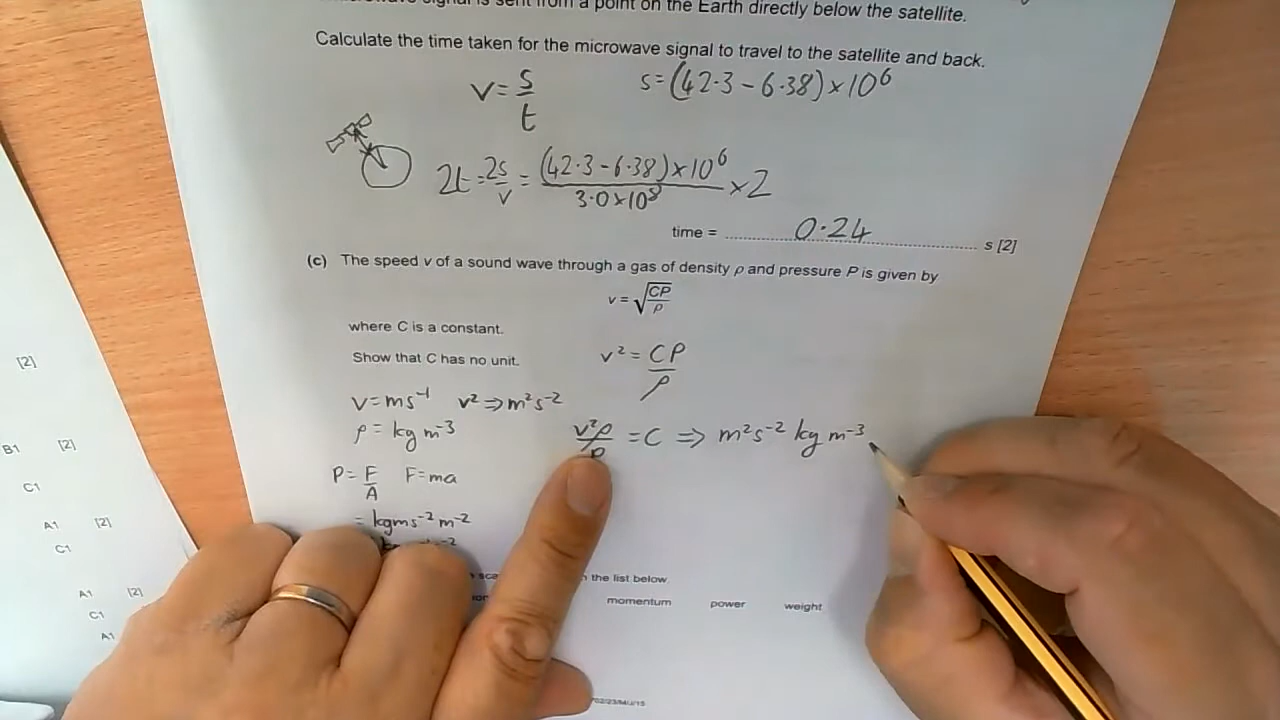 signal is sent from a point on the Earth directly below the satellite.
Calculate the time taken for the microwave signal to travel to the satellite and back.
v = s/t s = (42·3 − 6·38) × 10⁶
2t = 2s/v = (42·3 − 6·38) × 10⁶ / 3·0 × 10⁸ × 2
time = 0·24 s [2]
(c) The speed v of a sound wave through a gas of density ρ and pressure P is given by
v = √(CP/ρ)
where C is a constant.
Show that C has no unit.
v² = CP/ρ
v = ms⁻¹ v² ⇒ m²s⁻²
ρ = kg m⁻³
v²ρ/P = C ⇒ m²s⁻² kg m⁻³
P = F/A F = ma
= kgms⁻² m⁻²
the list below.
momentum power weight
[2]
B1 [2]
C1
A1 [2]
C1
A1 [2]
C1
A1